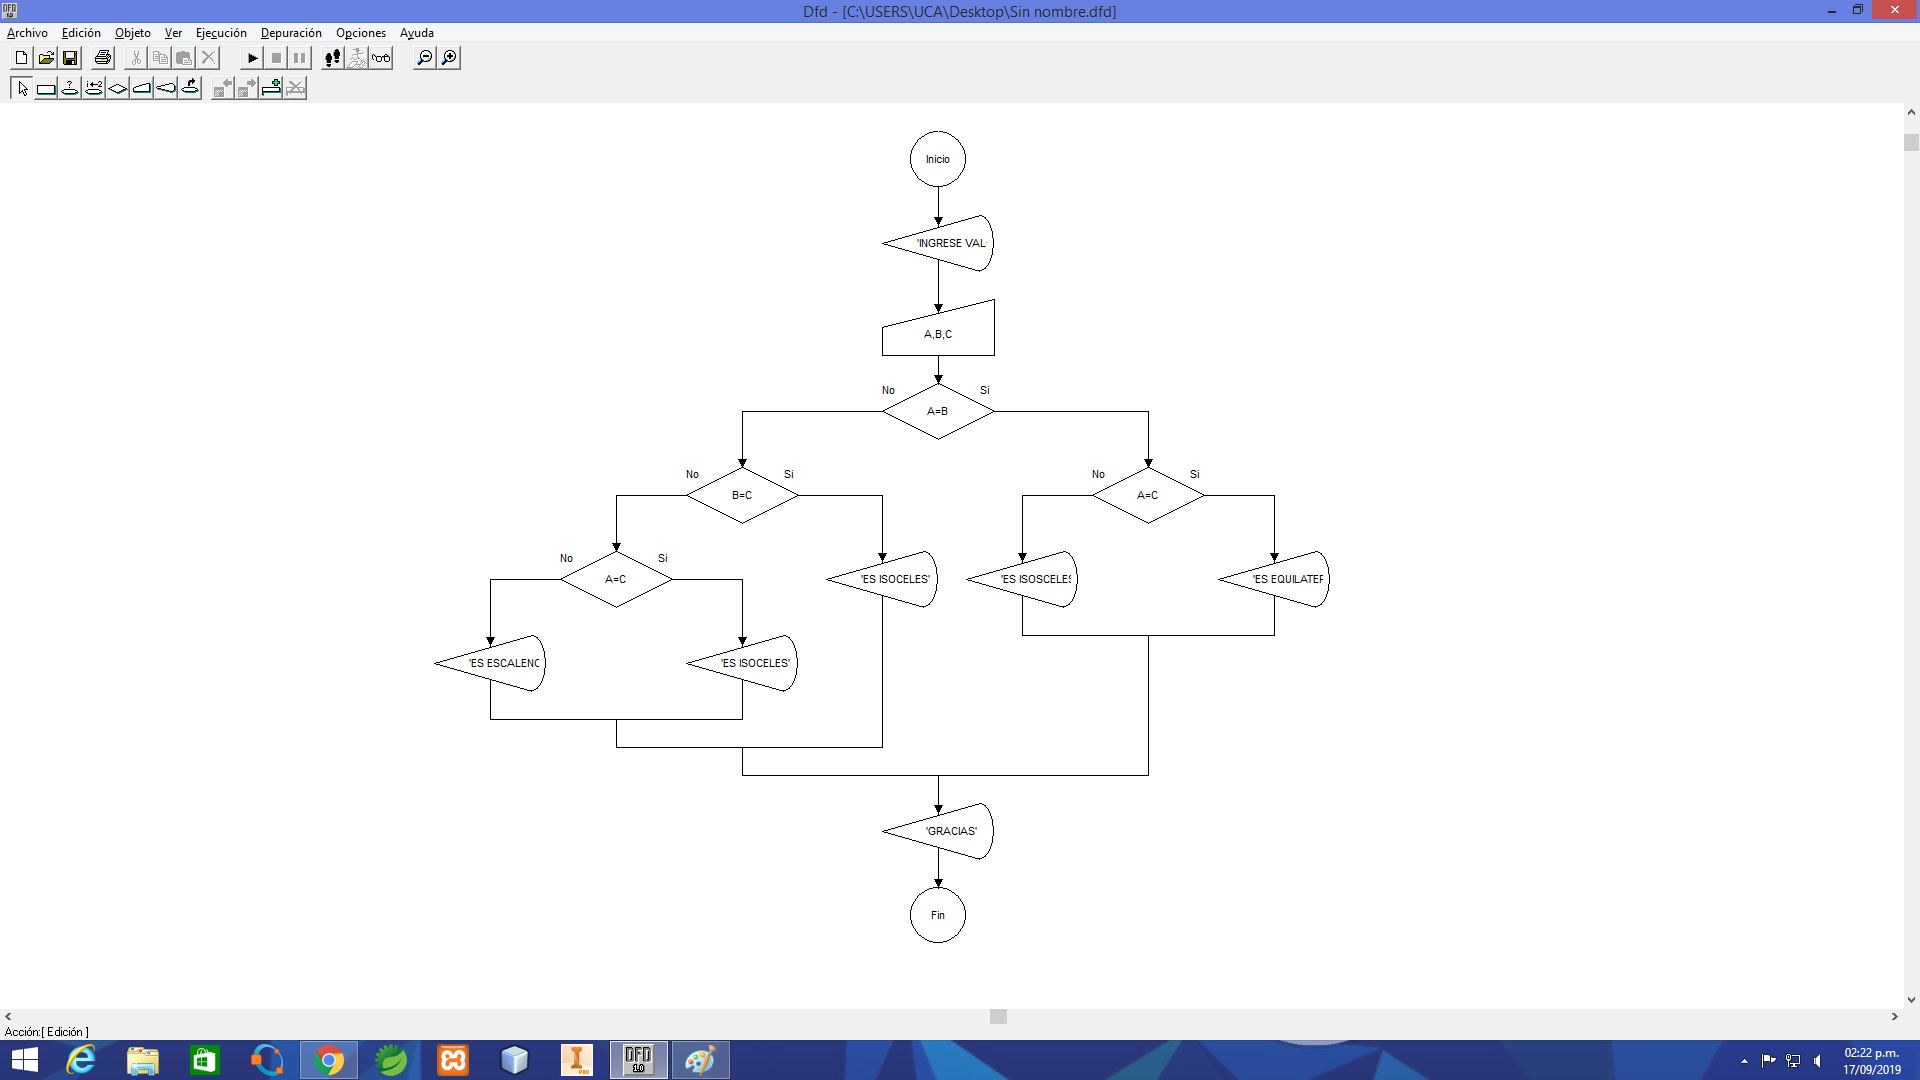 Dfd - [C:\USERS\UCA\Desktop\Sin nombre.dfd]
Archivo Edición Objeto Ver Ejecución Depuración Opciones Ayuda
Inicio
'INGRESE VAL
A,B,C
No Si
A=B
No Si No Si
B=C A=C
No Si
A=C 'ES ISOCELES' 'ES ISOSCELES 'ES EQUILATER
'ES ESCALENO 'ES ISOCELES'
'GRACIAS'
Fin
Acción:[ Edición ]
02:22 p.m.
17/09/2019